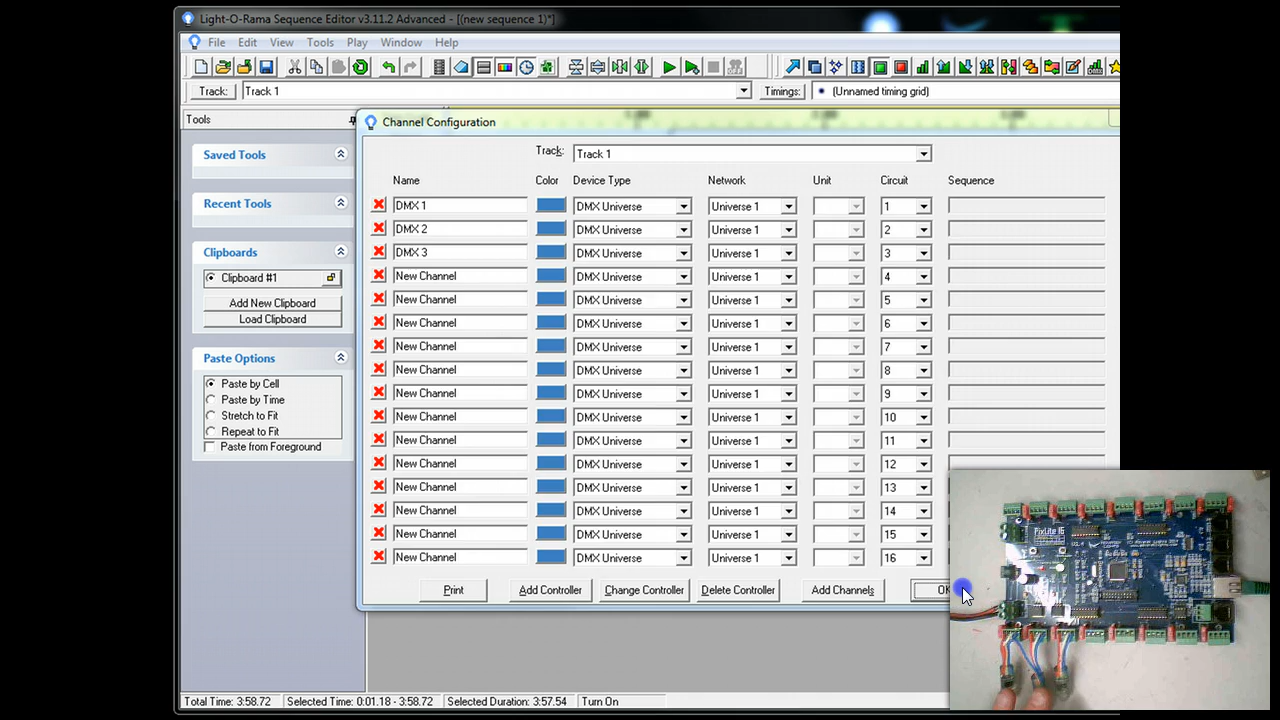 Light-O-Rama Sequence Editor v3.11.2 Advanced - [(new sequence 1)*]
File Edit View Tools Play Window Help
Track: Track 1 Timings: (Unnamed timing grid)
Tools
Channel Configuration
Track: Track 1
Name Color Device Type Network Unit Circuit Sequence
DMX 1 DMX Universe Universe 1 1
DMX 2 DMX Universe Universe 1 2
DMX 3 DMX Universe Universe 1 3
New Channel DMX Universe Universe 1 4
New Channel DMX Universe Universe 1 5
New Channel DMX Universe Universe 1 6
New Channel DMX Universe Universe 1 7
New Channel DMX Universe Universe 1 8
New Channel DMX Universe Universe 1 9
New Channel DMX Universe Universe 1 10
New Channel DMX Universe Universe 1 11
New Channel DMX Universe Universe 1 12
New Channel DMX Universe Universe 1 13
New Channel DMX Universe Universe 1 14
New Channel DMX Universe Universe 1 15
New Channel DMX Universe Universe 1 16
Print Add Controller Change Controller Delete Controller Add Channels OK
Saved Tools
Recent Tools
Clipboards
Clipboard #1
Add New Clipboard
Load Clipboard
Paste Options
Paste by Cell
Paste by Time
Stretch to Fit
Repeat to Fit
Paste from Foreground
PixLite 16
Total Time: 3:58.72 Selected Time: 0:01.18 - 3:58.72 Selected Duration: 3:57.54 Turn On